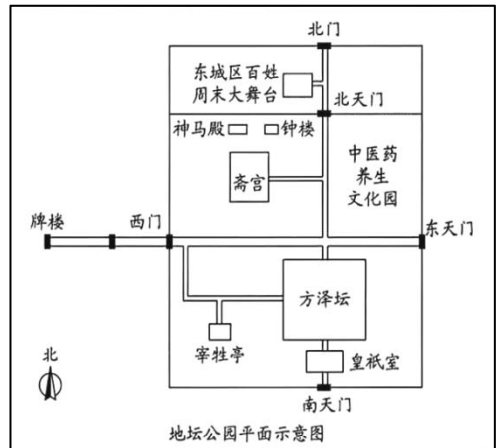 北门
东城区百姓
周末大舞台
北天门
神马殿
钟楼
中医药
养生
文化园
斋宫
牌楼
西门
东天门
方泽坛
宰牲亭
皇祇室
北
南天门
地坛公园平面示意图